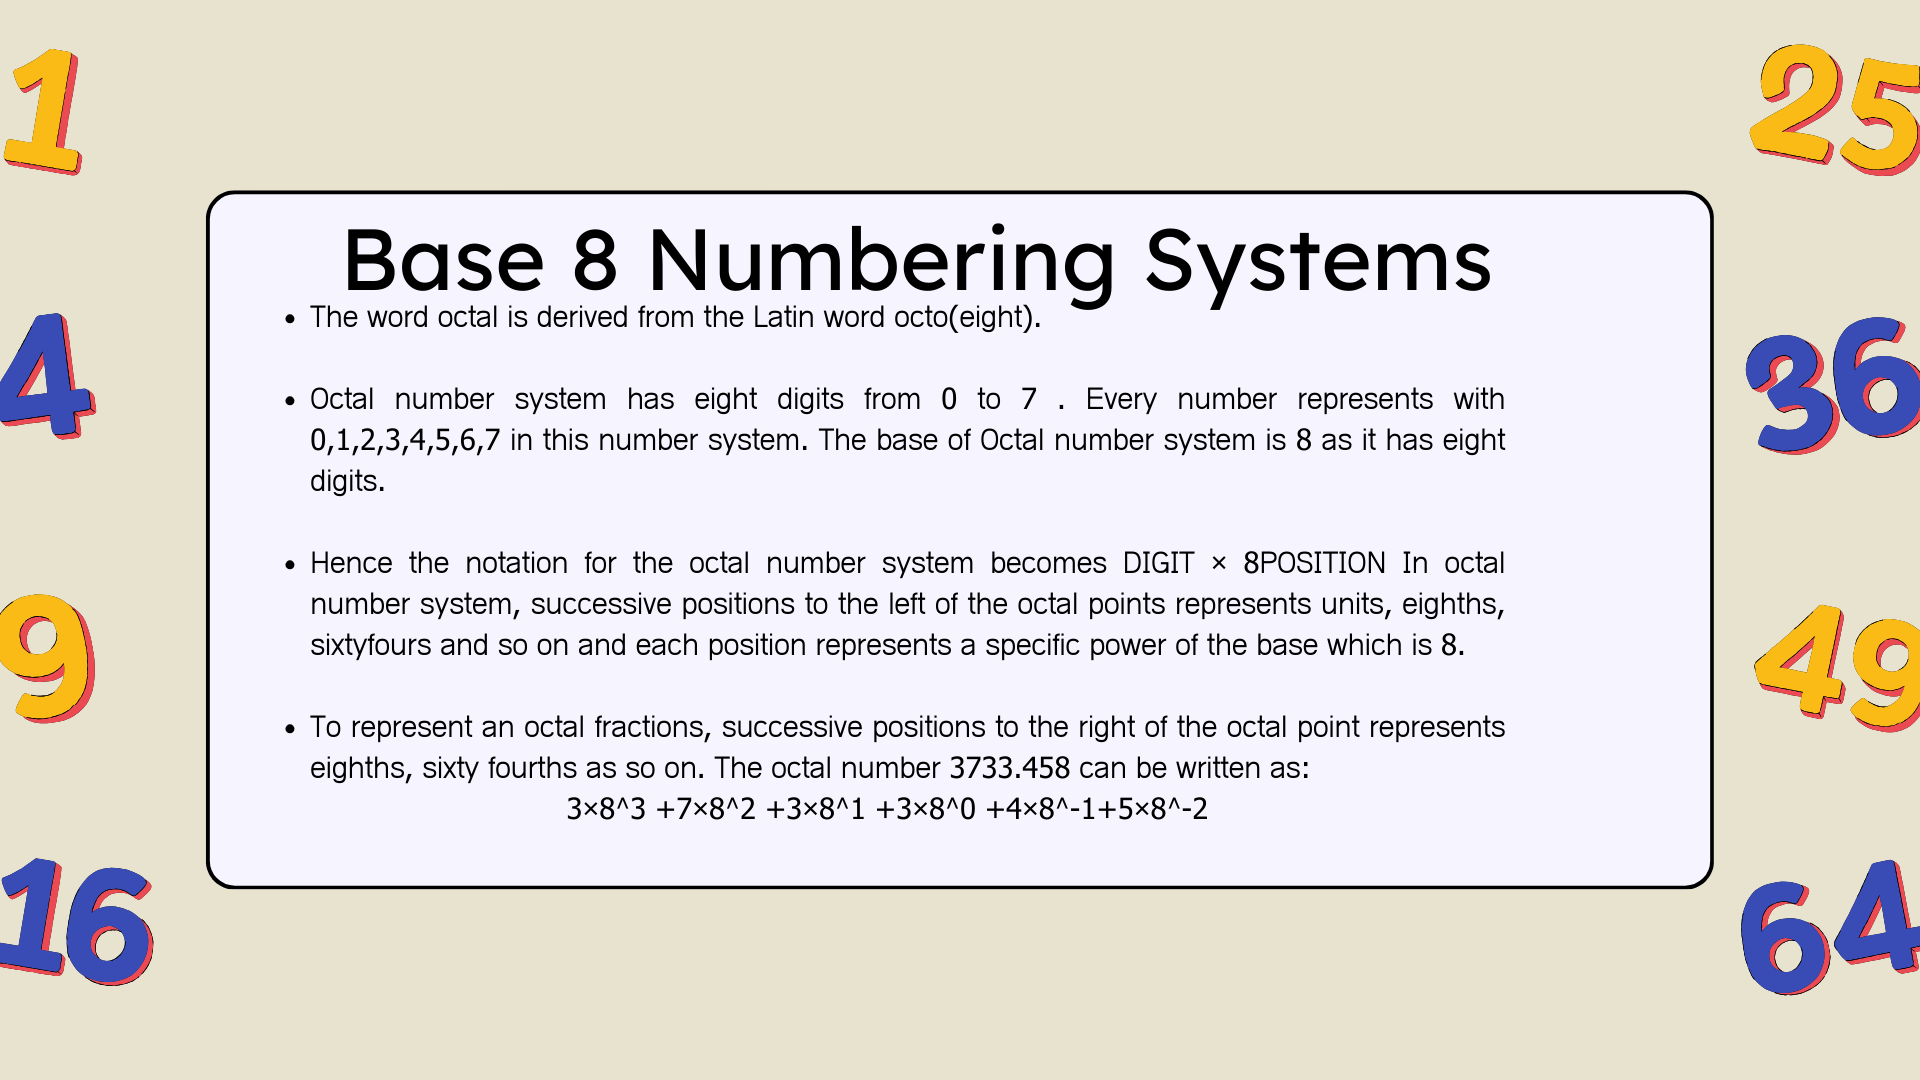 1
25
Base 8 Numbering Systems
• The word octal is derived from the Latin word octo(eight).
4
36
• Octal number system has eight digits from 0 to 7 . Every number represents with
0,1,2,3,4,5,6,7 in this number system. The base of Octal number system is 8 as it has eight
digits.
• Hence the notation for the octal number system becomes DIGIT × 8POSITION In octal
number system, successive positions to the left of the octal points represents units, eighths,
sixtyfours and so on and each position represents a specific power of the base which is 8.
9
49
• To represent an octal fractions, successive positions to the right of the octal point represents
eighths, sixty fourths as so on. The octal number 3733.458 can be written as:
3×8^3 +7×8^2 +3×8^1 +3×8^0 +4×8^-1+5×8^-2
16
64